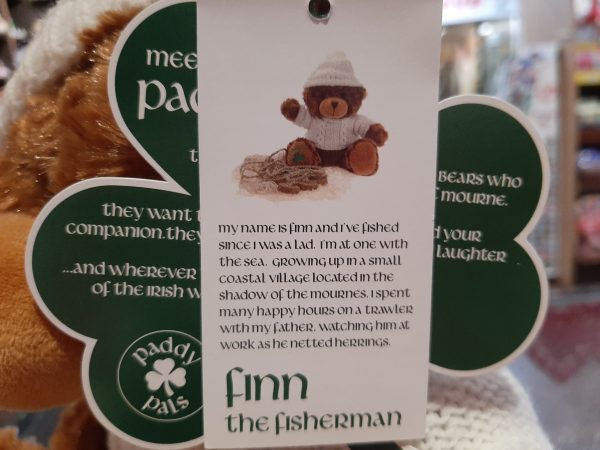 mee
pad
t
they want t
companion.they
...and wherever
of the irish w
paddy
pals
my name is finn and i've fished
since i was a lad. i'm at one with
the sea. growing up in a small
coastal village located in the
shadow of the mournes. i spent
many happy hours on a trawler
with my father. watching him at
work as he netted herrings.
finn
the fisherman
bears who
mourne.
d your
laughter